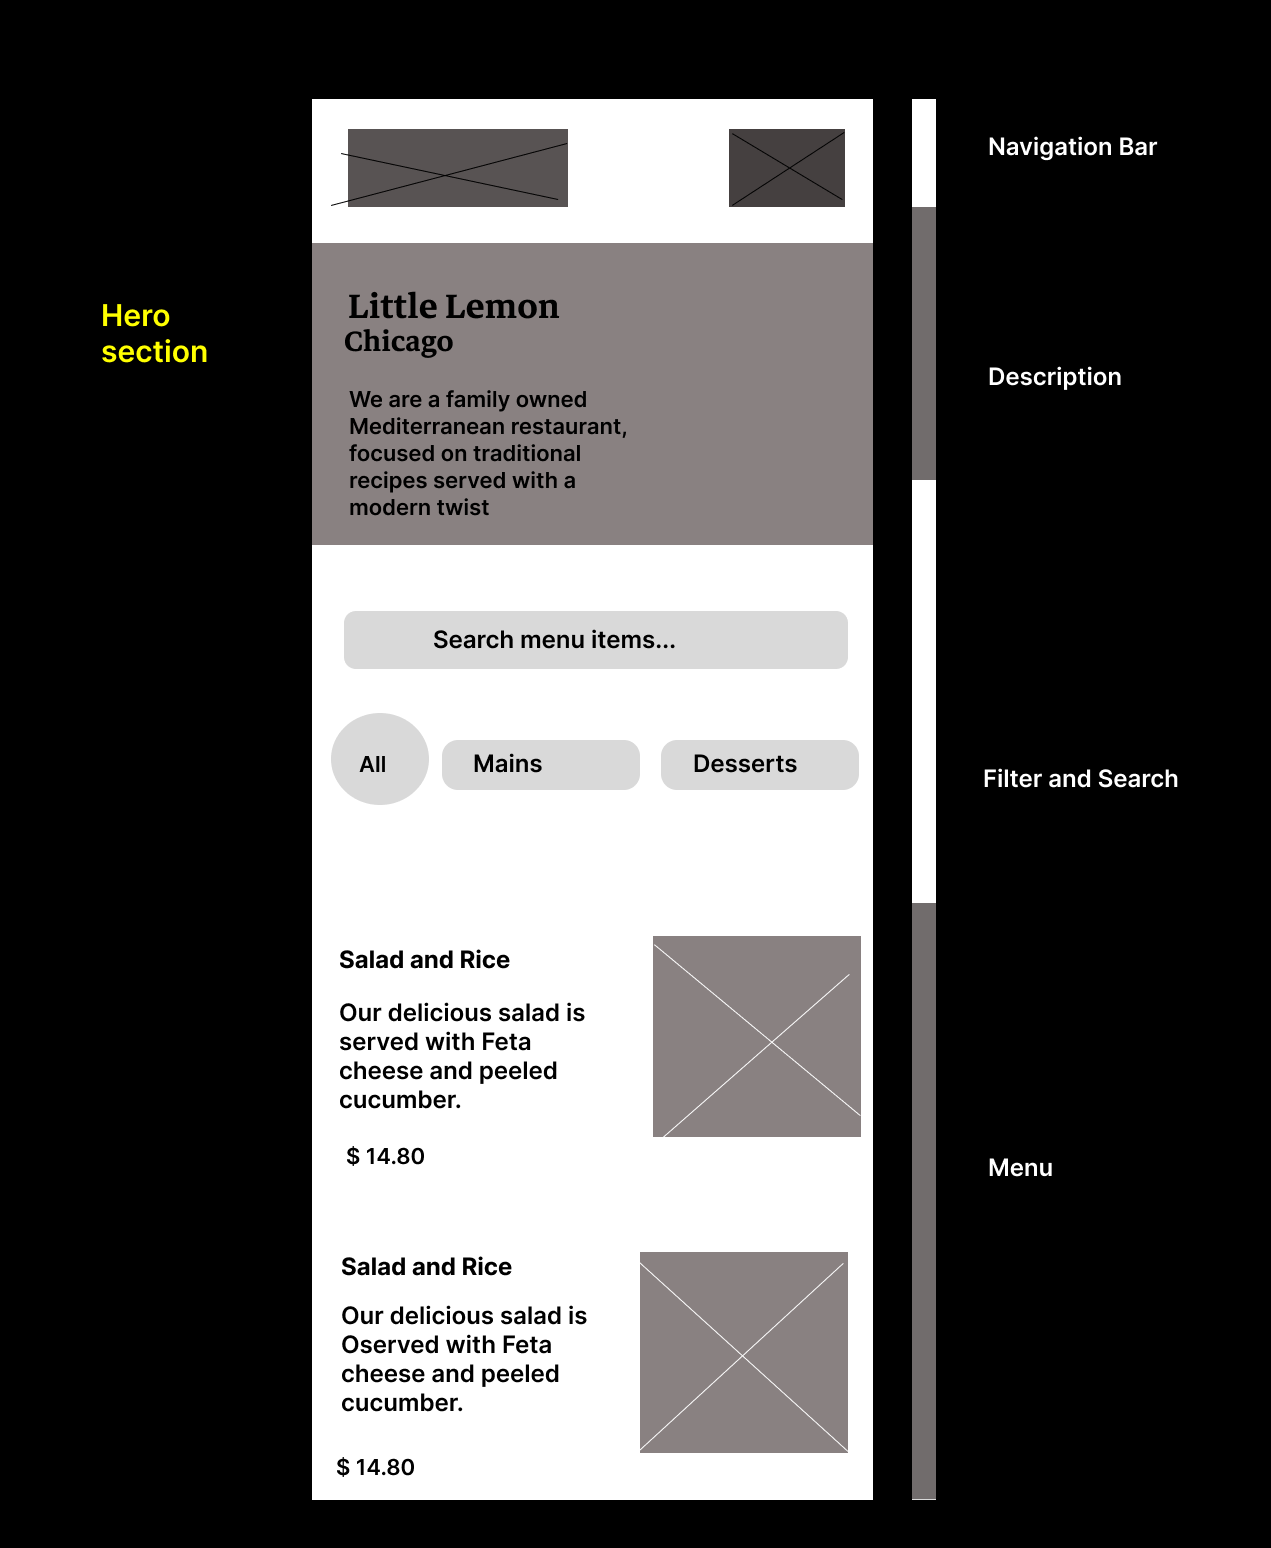 Navigation Bar
Hero
section
Little Lemon
Chicago
Description
We are a family owned
Mediterranean restaurant,
focused on traditional
recipes served with a
modern twist
Search menu items...
All
Mains
Desserts
Filter and Search
Salad and Rice
Our delicious salad is
served with Feta
cheese and peeled
cucumber.
$ 14.80
Menu
Salad and Rice
Our delicious salad is
Oserved with Feta
cheese and peeled
cucumber.
$ 14.80